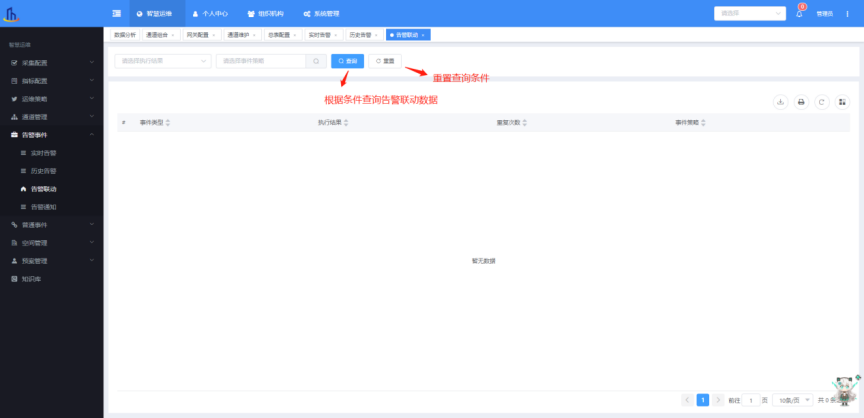 智慧运维 个人中心 组织机构 系统管理 请选择 8 管理员
智慧运维
数据分析 通道组合 网关配置 通道维护 总表配置 实时告警 历史告警 告警联动
采集配置
指标配置
运维策略
通道管理
告警事件
实时告警
历史告警
告警联动
告警通知
普通事件
空间管理
预案管理
知识库
请选择执行结果 请选择事件策略 查询 重置
重置查询条件
根据条件查询告警联动数据
# 事件类型 执行结果 重复次数 事件策略
暂无数据
1 前往 1 页 10条/页 共 0 条